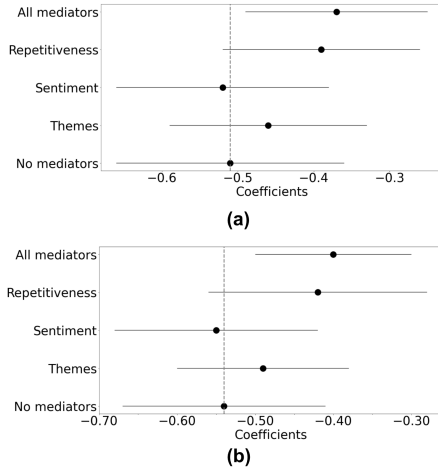 All mediators
Repetitiveness
Sentiment
Themes
No mediators
−0.6 −0.5 −0.4 −0.3
Coefficients
(a)
All mediators
Repetitiveness
Sentiment
Themes
No mediators
−0.70 −0.60 −0.50 −0.40 −0.30
Coefficients
(b)